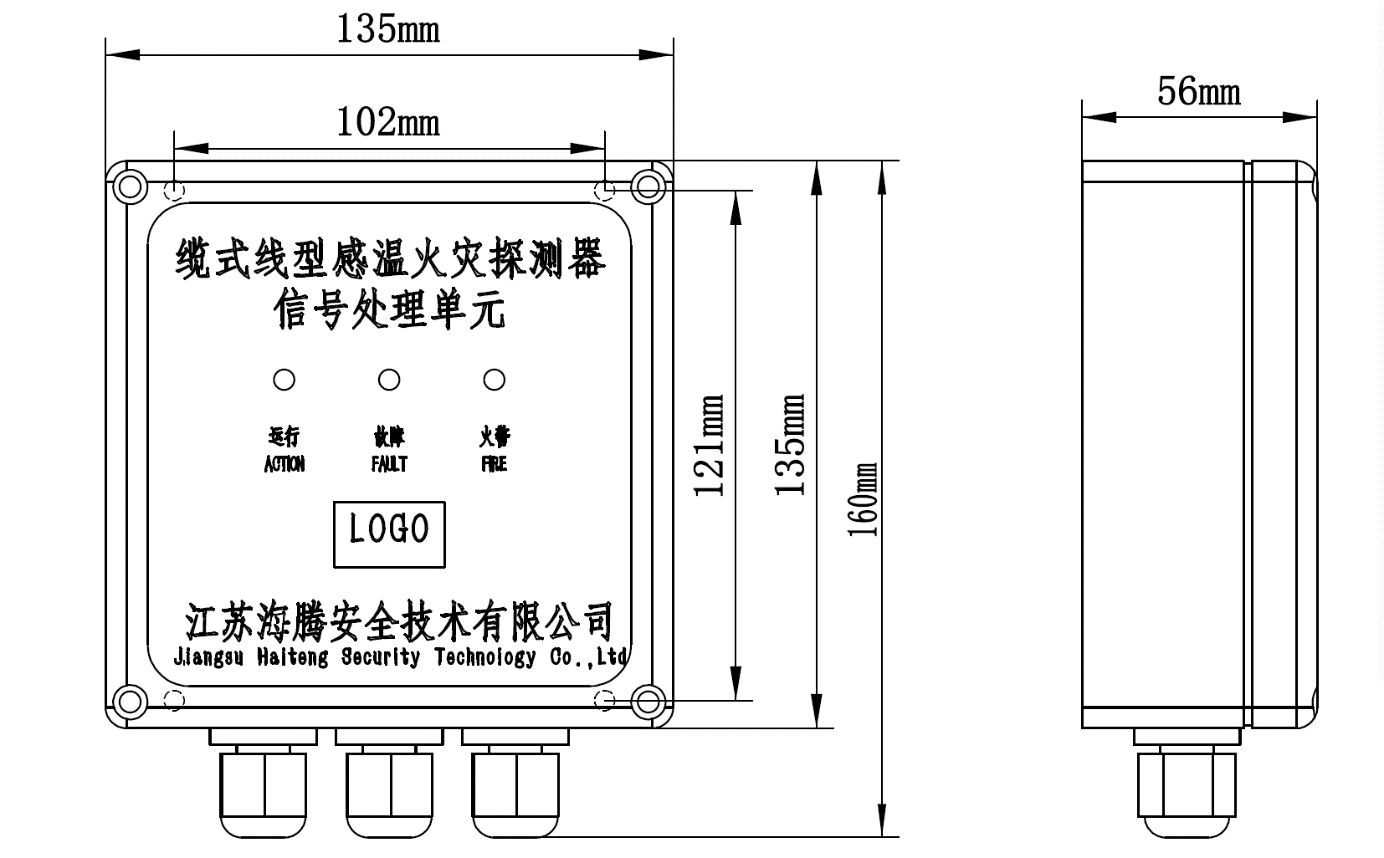 135mm
56mm
102mm
缆式线型感温火灾探测器
信号处理单元
运行
故障
火警
ACTION
FAULT
FIRE
121mm
135mm
160mm
LOGO
江苏海腾安全技术有限公司
Jiangsu Haiteng Security Technology Co.,Ltd